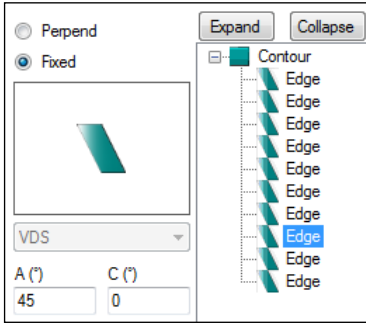 Perpend
Fixed
VDS
A (°) C (°)
45 0
Expand Collapse
Contour
Edge
Edge
Edge
Edge
Edge
Edge
Edge
Edge
Edge
Edge